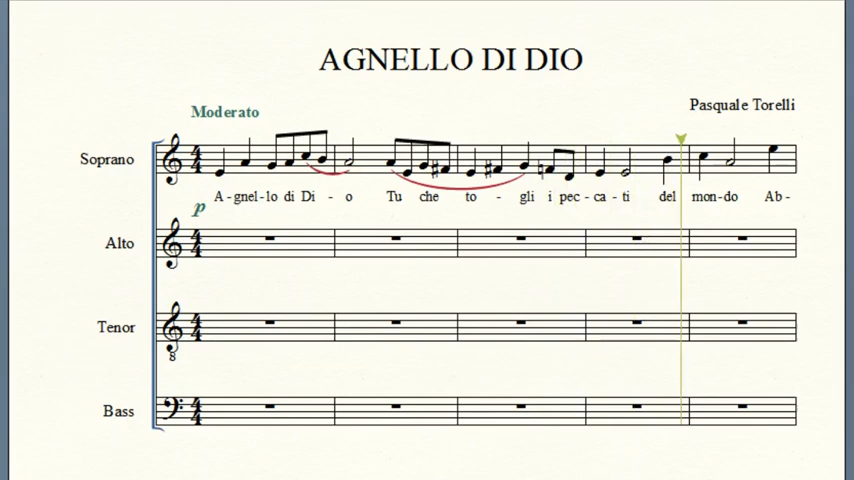 AGNELLO DI DIO
Pasquale Torelli
Moderato
Soprano
A - gnel - lo di Di - o Tu che to - gli i pec - ca - ti del mon - do Ab -
p
Alto
Tenor
8
Bass